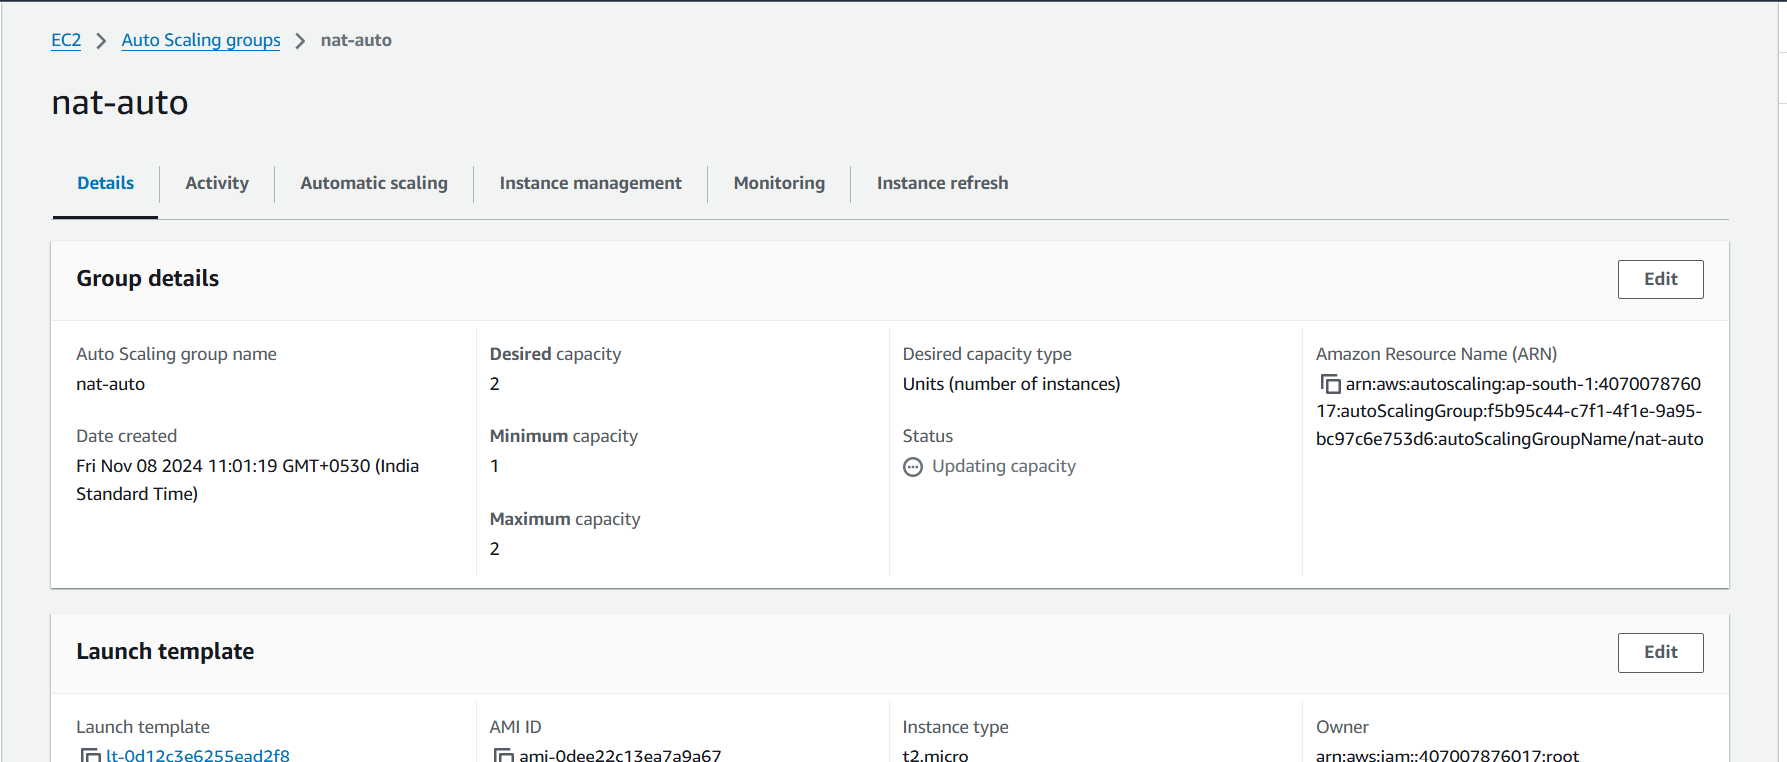 EC2 > Auto Scaling groups > nat-auto
nat-auto
Details Activity Automatic scaling Instance management Monitoring Instance refresh
Group details
Edit
Auto Scaling group name
nat-auto
Date created
Fri Nov 08 2024 11:01:19 GMT+0530 (India
Standard Time)
Desired capacity
2
Minimum capacity
1
Maximum capacity
2
Desired capacity type
Units (number of instances)
Status
Updating capacity
Amazon Resource Name (ARN)
arn:aws:autoscaling:ap-south-1:4070078760
17:autoScalingGroup:f5b95c44-c7f1-4f1e-9a95-
bc97c6e753d6:autoScalingGroupName/nat-auto
Launch template
Edit
Launch template
lt-0d12c3e6255ead2f8
AMI ID
ami-0dee22c13ea7a9a67
Instance type
t2.micro
Owner
arn:aws:iam::407007876017:root